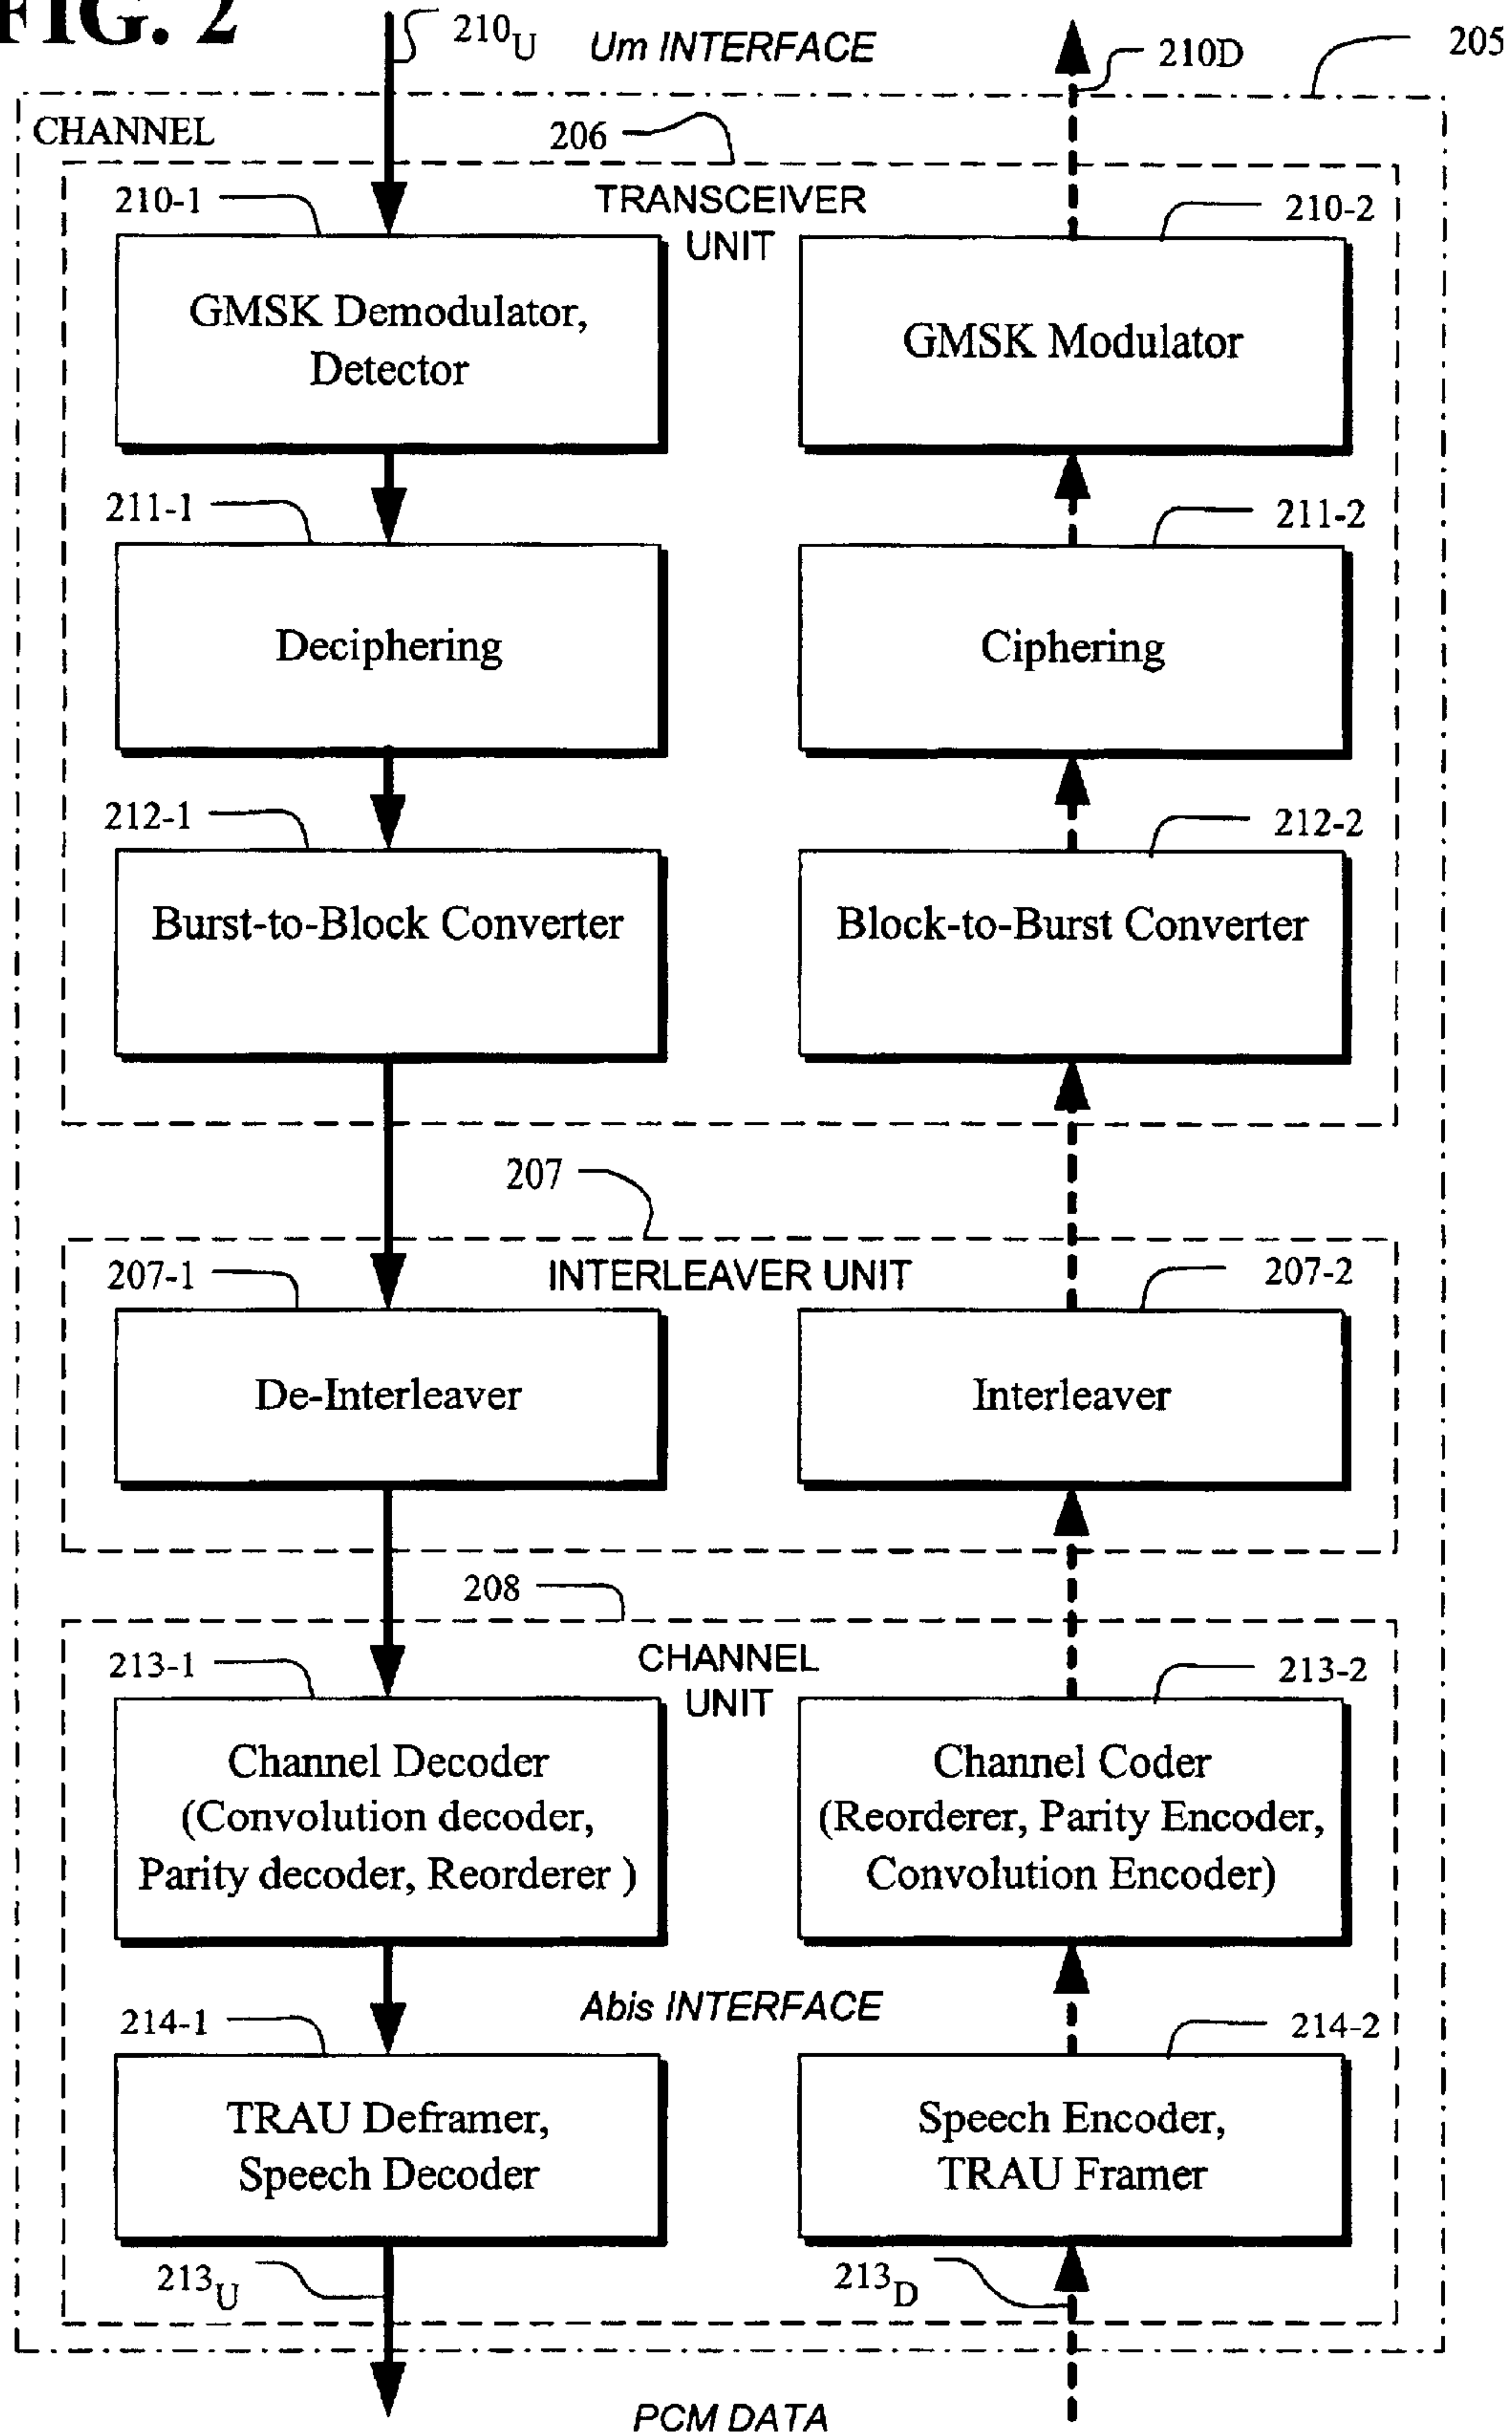 FIG. 2
210U Um INTERFACE 210D 205
CHANNEL
206
210-1 TRANSCEIVER UNIT 210-2
GMSK Demodulator,
Detector
GMSK Modulator
211-1 211-2
Deciphering
Ciphering
212-1 212-2
Burst-to-Block Converter
Block-to-Burst Converter
207
207-1 INTERLEAVER UNIT 207-2
De-Interleaver
Interleaver
208
213-1 CHANNEL UNIT 213-2
Channel Decoder
(Convolution decoder,
Parity decoder, Reorderer )
Channel Coder
(Reorderer, Parity Encoder,
Convolution Encoder)
Abis INTERFACE
214-1 214-2
TRAU Deframer,
Speech Decoder
Speech Encoder,
TRAU Framer
213U 213D
PCM DATA